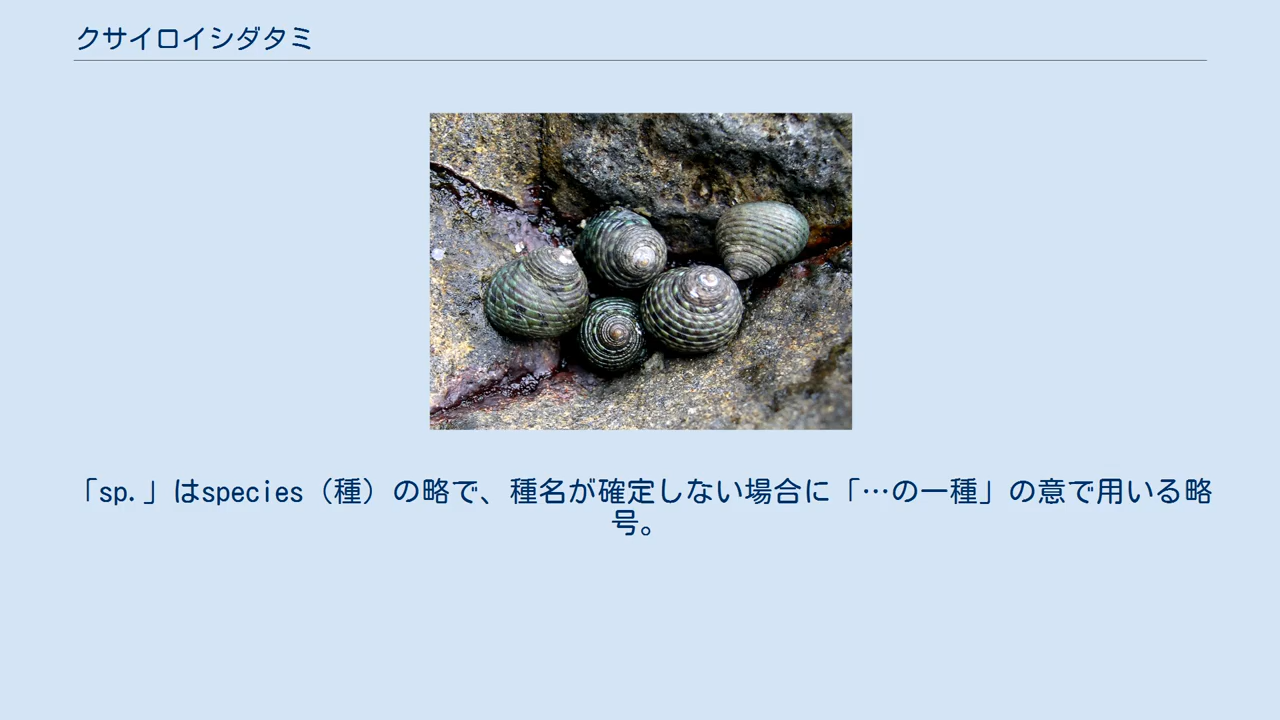 クサイロイシダタミ
「sp.」はspecies（種）の略で、種名が確定しない場合に「…の一種」の意で用いる略
号。